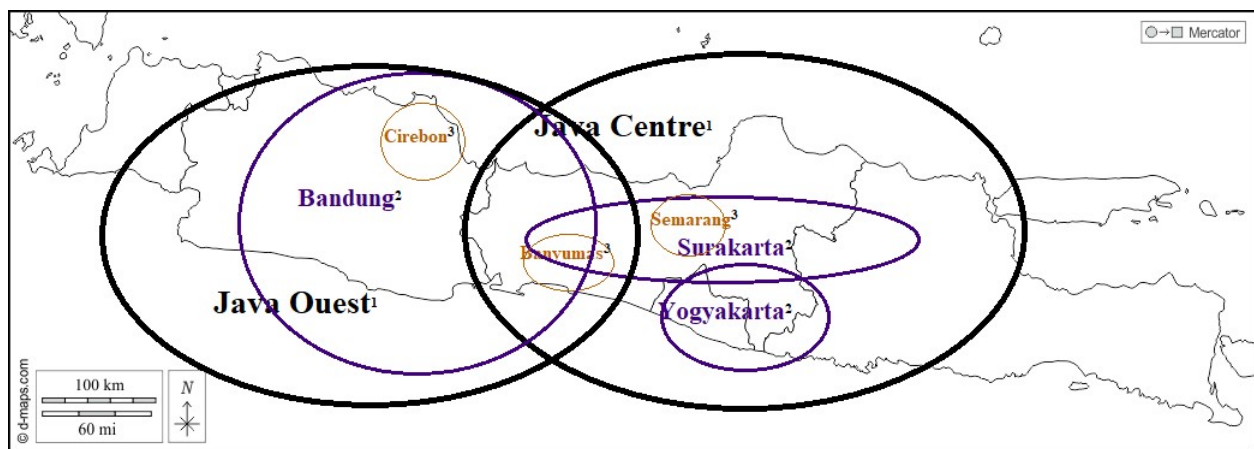 ○→□ Mercator
Java Centre¹
Cirebon³
Bandung²
Semarang³
Surakarta²
Banyumas³
Java Ouest¹
Yogyakarta²
100 km
60 mi
N
© d-maps.com